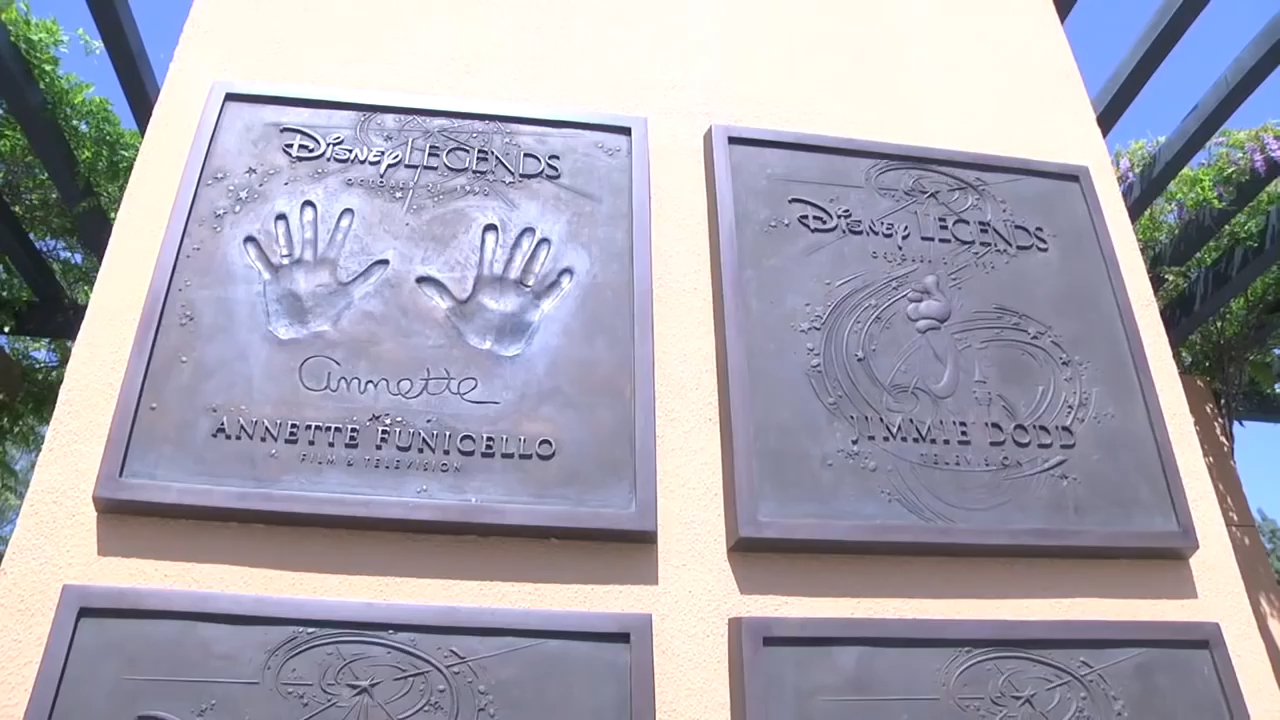 Disney LEGENDS
OCTOBER 21, 1992
annette
ANNETTE FUNICELLO
FILM & TELEVISION
Disney LEGENDS
JIMMIE DODD
TELEVISION